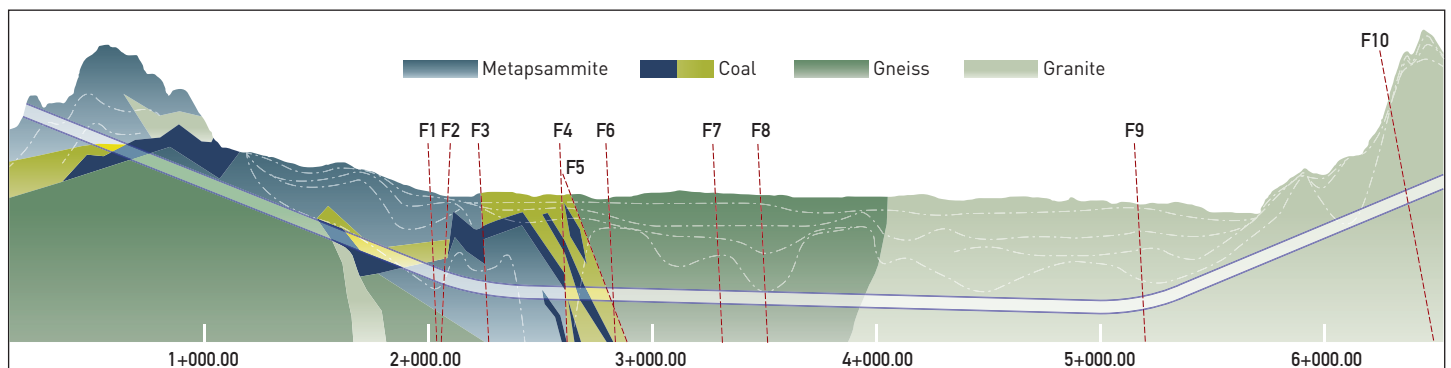 F10
Metapsammite Coal Gneiss Granite
F1 F2 F3 F4 F6 F7 F8 F9
F5
1+000.00 2+000.00 3+000.00 4+000.00 5+000.00 6+000.00